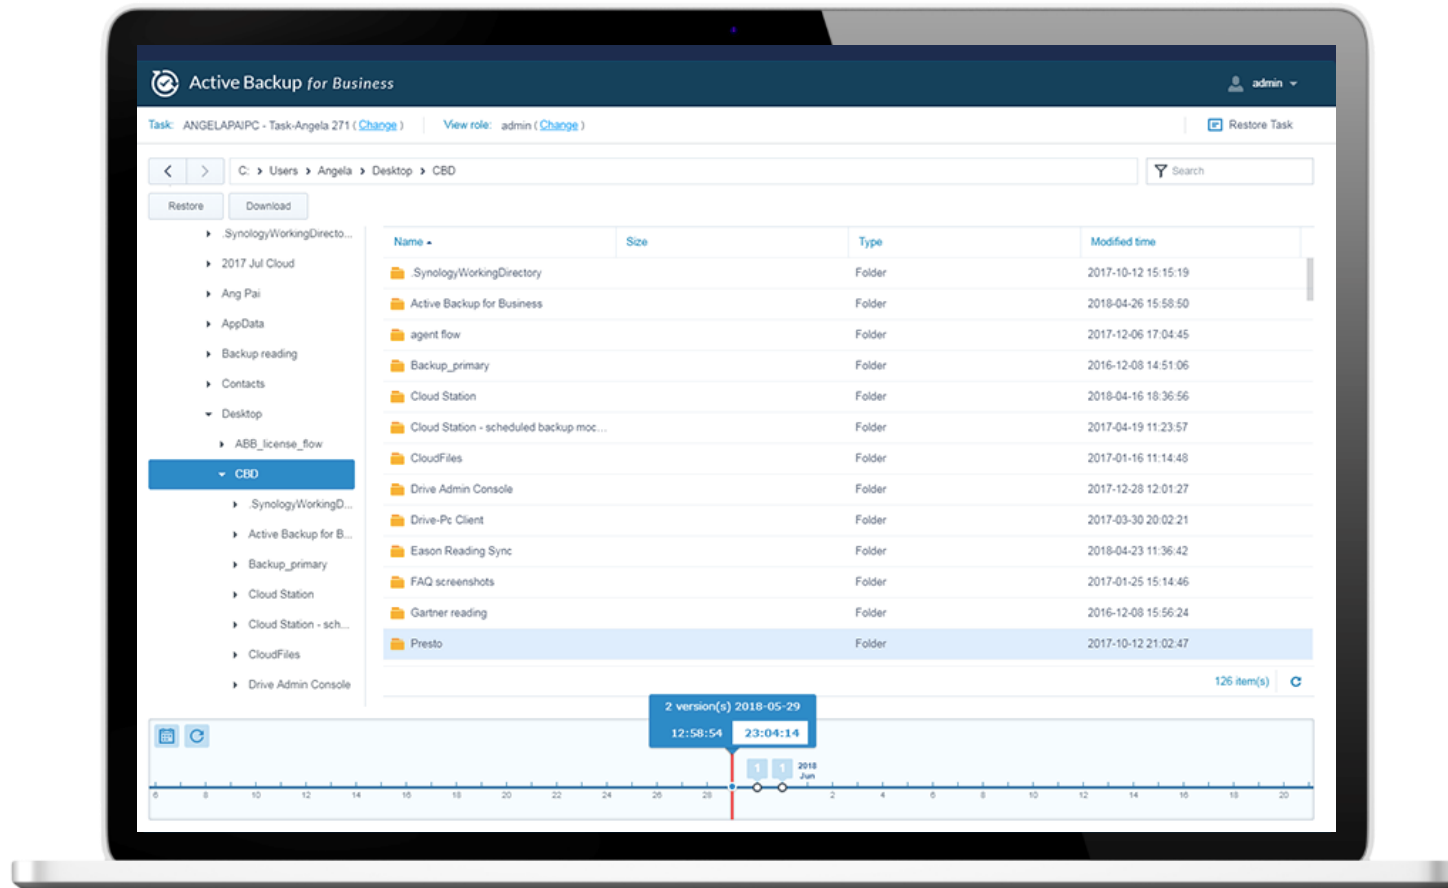 Active Backup for Business
admin
Task: ANGELAPAIPC - Task-Angela 271 ( Change )
View role: admin ( Change )
Restore Task
C: > Users > Angela > Desktop > CBD
Search
Restore
Download
.SynologyWorkingDirecto...
2017 Jul Cloud
Ang Pai
AppData
Backup reading
Contacts
Desktop
ABB_license_flow
CBD
.SynologyWorkingD...
Active Backup for B...
Backup_primary
Cloud Station
Cloud Station - sch...
CloudFiles
Drive Admin Console
Name Size Type Modified time
.SynologyWorkingDirectory Folder 2017-10-12 15:15:19
Active Backup for Business Folder 2018-04-26 15:58:50
agent flow Folder 2017-12-06 17:04:45
Backup_primary Folder 2016-12-08 14:51:06
Cloud Station Folder 2018-04-16 18:36:56
Cloud Station - scheduled backup moc... Folder 2017-04-19 11:23:57
CloudFiles Folder 2017-01-16 11:14:48
Drive Admin Console Folder 2017-12-28 12:01:27
Drive-Pc Client Folder 2017-03-30 20:02:21
Eason Reading Sync Folder 2018-04-23 11:36:42
FAQ screenshots Folder 2017-01-25 15:14:46
Gartner reading Folder 2016-12-08 15:56:24
Presto Folder 2017-10-12 21:02:47
126 item(s)
2 version(s) 2018-05-29
12:58:54 23:04:14
1 1 2018
Jun
6 8 10 12 14 16 18 20 22 24 26 28 2 4 6 8 10 12 14 16 18 20